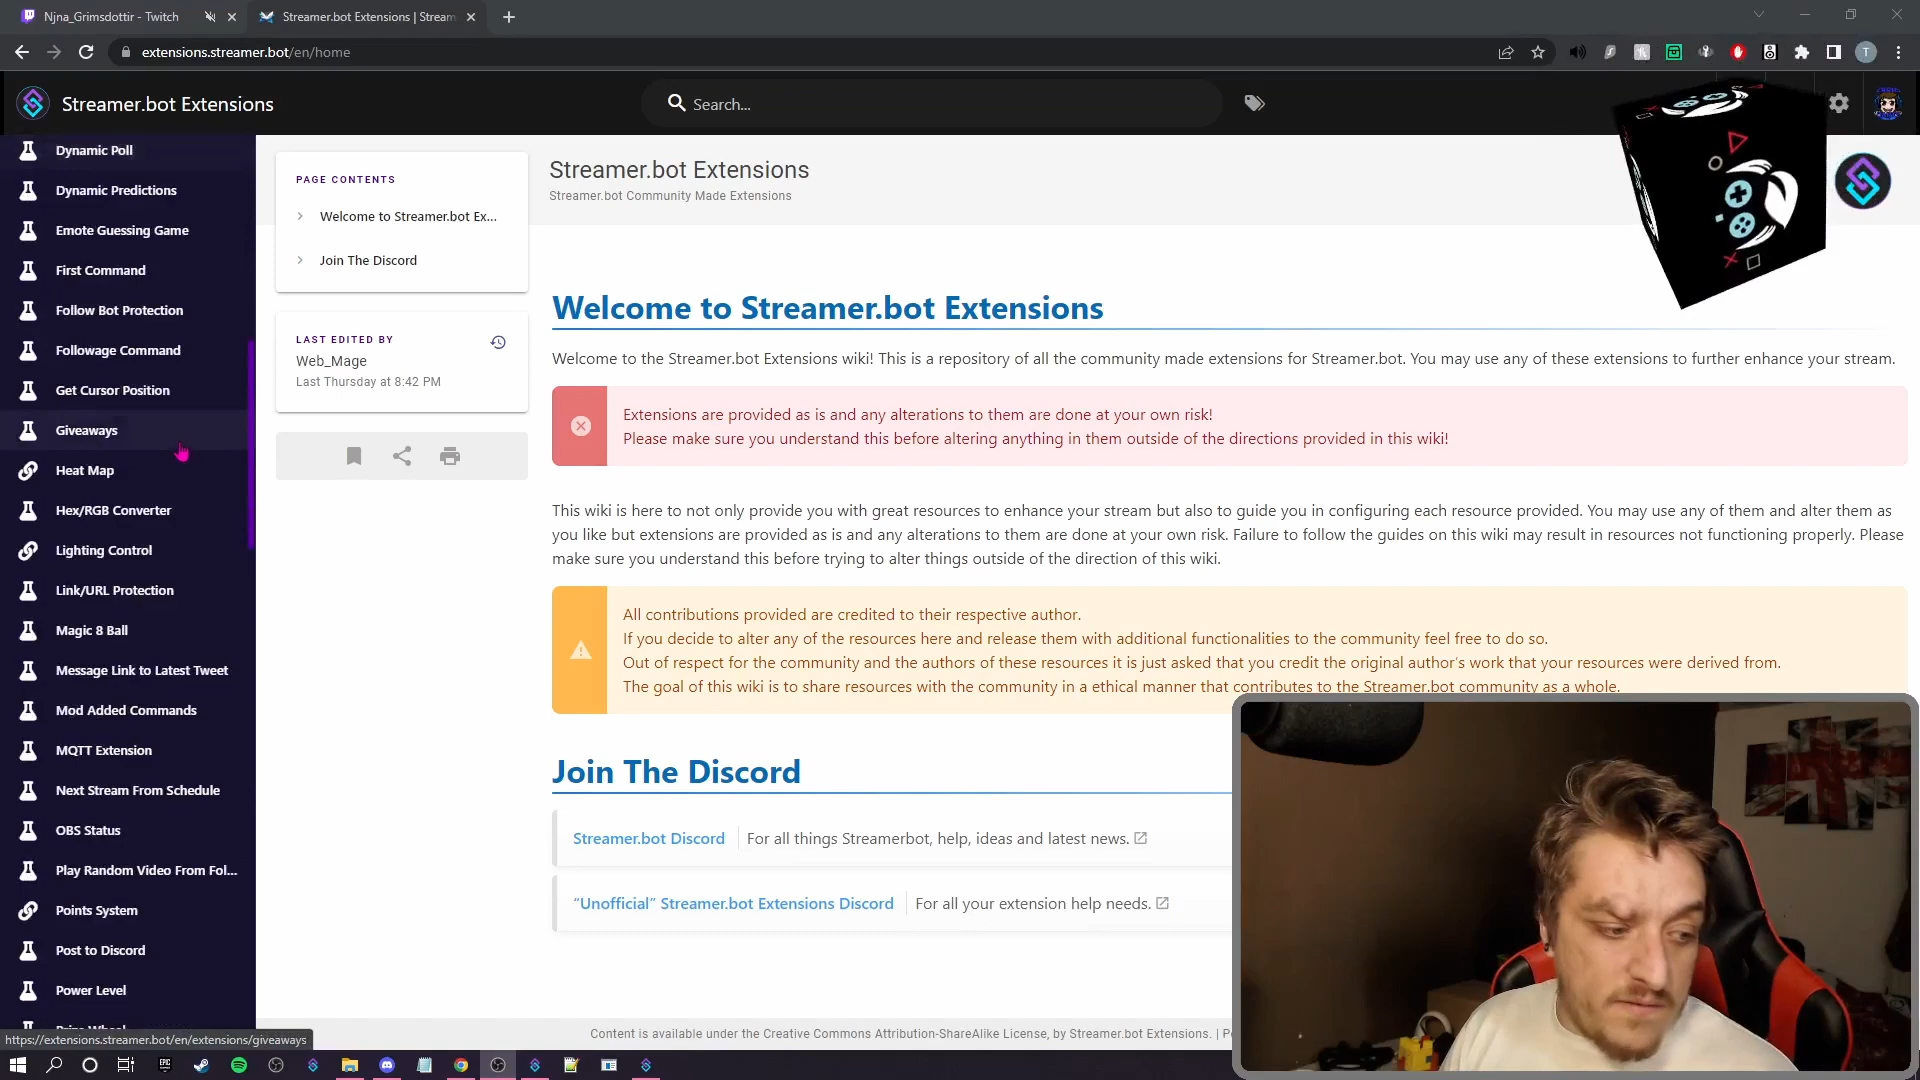 Njna_Grimsdottir - Twitch
Streamer.bot Extensions | Stream
extensions.streamer.bot/en/home
T
Streamer.bot Extensions
Search...
Dynamic Poll
Dynamic Predictions
Emote Guessing Game
First Command
Follow Bot Protection
Followage Command
Get Cursor Position
Giveaways
Heat Map
Hex/RGB Converter
Lighting Control
Link/URL Protection
Magic 8 Ball
Message Link to Latest Tweet
Mod Added Commands
MQTT Extension
Next Stream From Schedule
OBS Status
Play Random Video From Fol...
Points System
Post to Discord
Power Level
https://extensions.streamer.bot/en/extensions/giveaways
PAGE CONTENTS
Welcome to Streamer.bot Ex...
Join The Discord
LAST EDITED BY
Web_Mage
Last Thursday at 8:42 PM
Streamer.bot Extensions
Streamer.bot Community Made Extensions
Welcome to Streamer.bot Extensions
Welcome to the Streamer.bot Extensions wiki! This is a repository of all the community made extensions for Streamer.bot. You may use any of these extensions to further enhance your stream.
Extensions are provided as is and any alterations to them are done at your own risk!
Please make sure you understand this before altering anything in them outside of the directions provided in this wiki!
This wiki is here to not only provide you with great resources to enhance your stream but also to guide you in configuring each resource provided. You may use any of them and alter them as
you like but extensions are provided as is and any alterations to them are done at your own risk. Failure to follow the guides on this wiki may result in resources not functioning properly. Please
make sure you understand this before trying to alter things outside of the direction of this wiki.
All contributions provided are credited to their respective author.
If you decide to alter any of the resources here and release them with additional functionalities to the community feel free to do so.
Out of respect for the community and the authors of these resources it is just asked that you credit the original author's work that your resources were derived from.
The goal of this wiki is to share resources with the community in a ethical manner that contributes to the Streamer.bot community as a whole.
Join The Discord
Streamer.bot Discord
For all things Streamerbot, help, ideas and latest news.
“Unofficial” Streamer.bot Extensions Discord
For all your extension help needs.
Content is available under the Creative Commons Attribution-ShareAlike License, by Streamer.bot Extensions. |